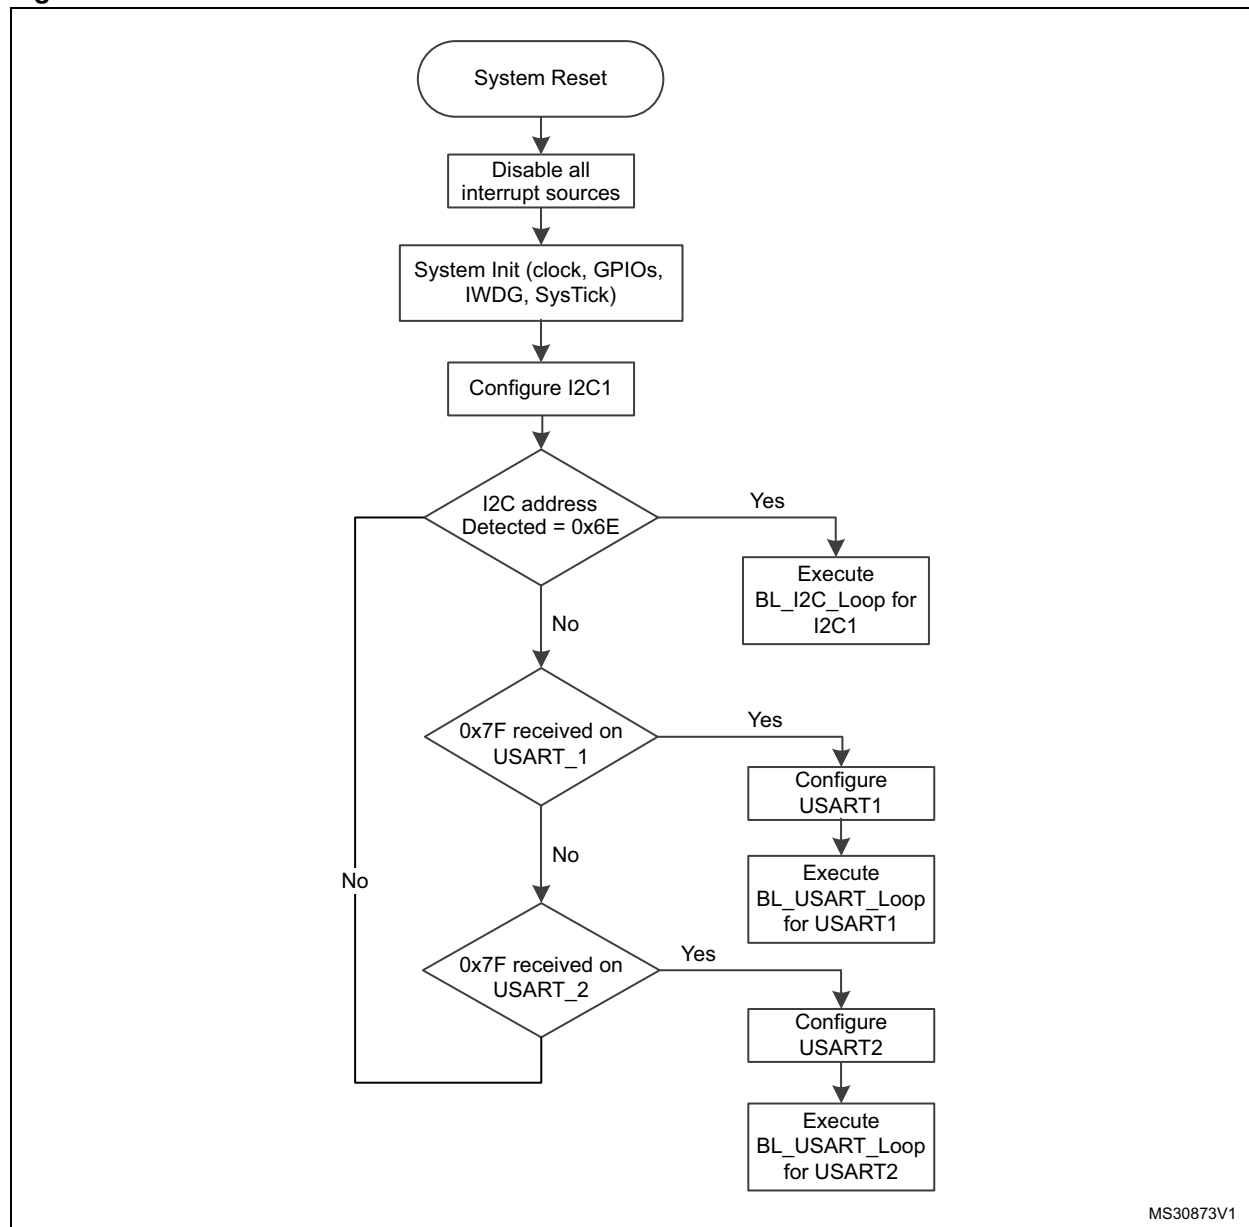 System Reset
Disable all
interrupt sources
System Init (clock, GPIOs,
IWDG, SysTick)
Configure I2C1
I2C address
Detected = 0x6E
Yes
Execute
BL_I2C_Loop for
I2C1
No
0x7F received on
USART_1
Yes
Configure
USART1
Execute
BL_USART_Loop
for USART1
No
No
0x7F received on
USART_2
Yes
Configure
USART2
Execute
BL_USART_Loop
for USART2
MS30873V1